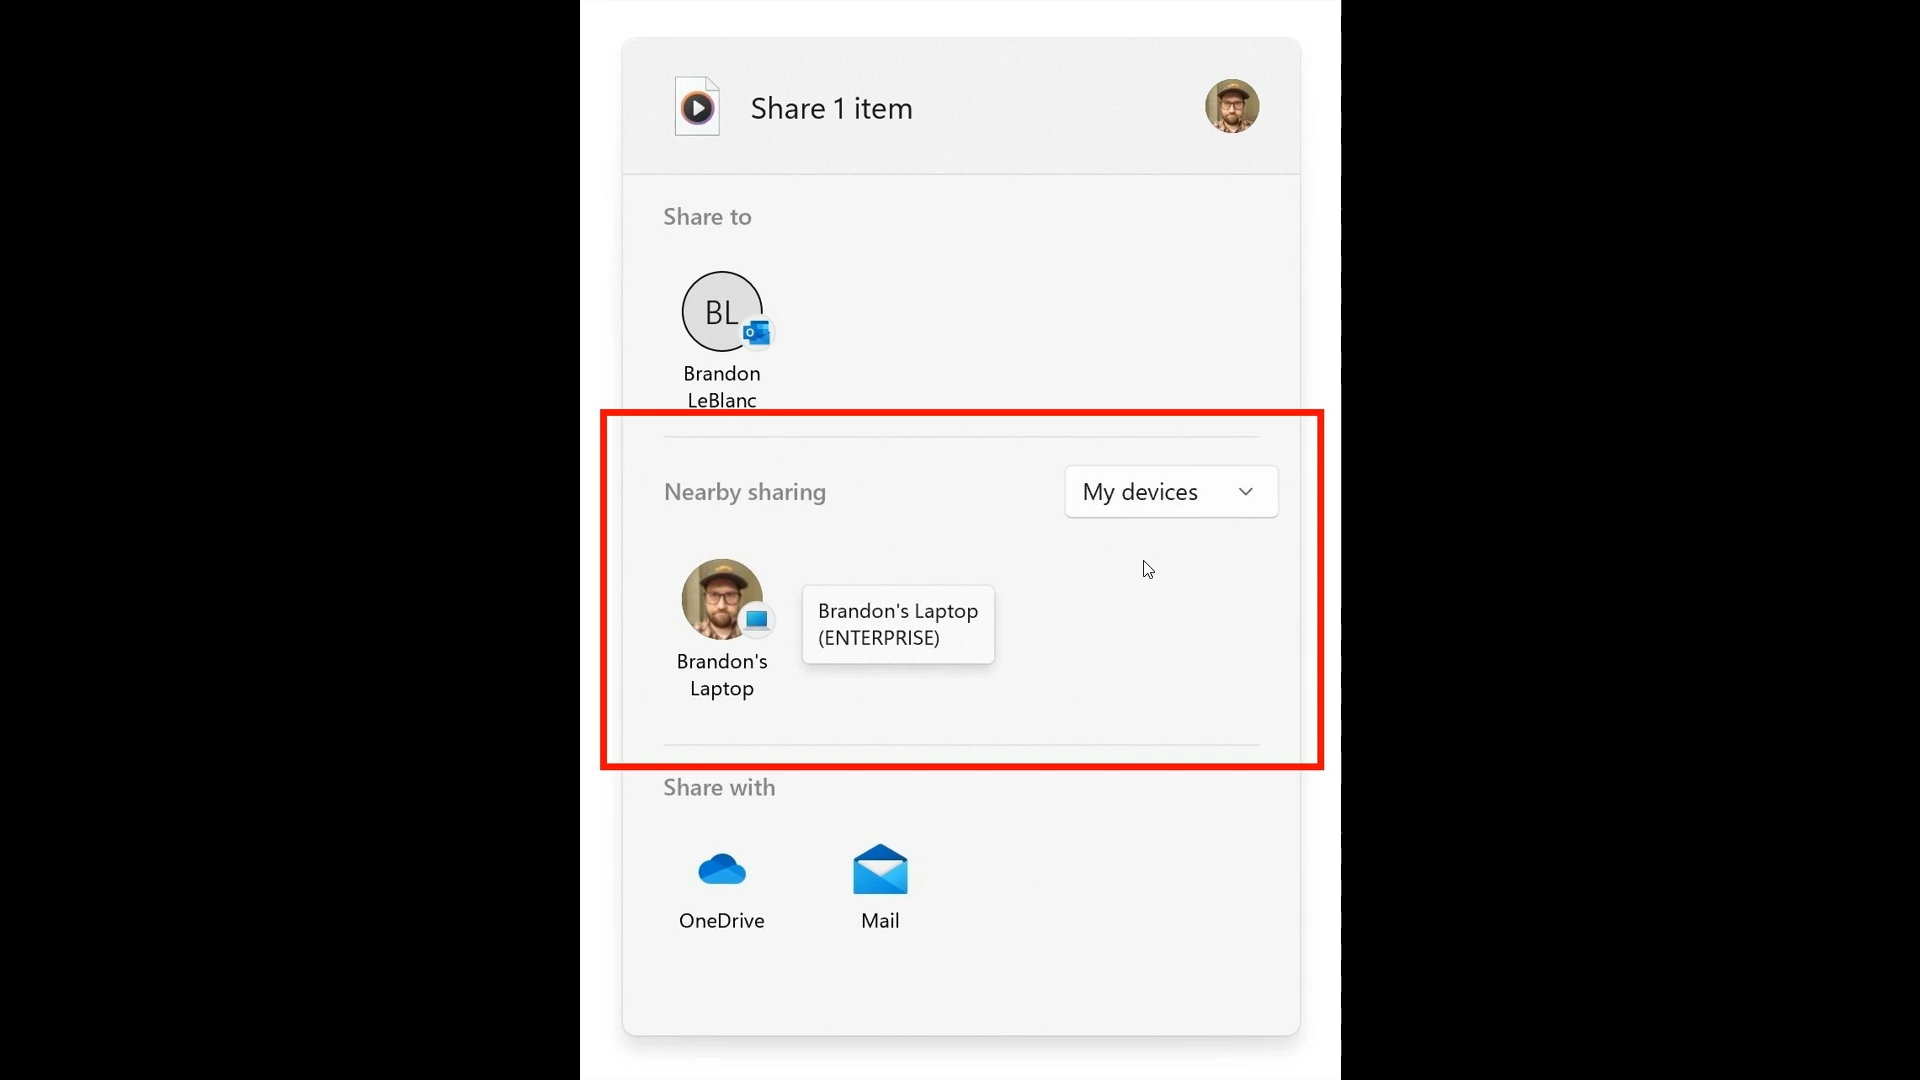 Share 1 item
Share to
BL
Brandon
LeBlanc
Nearby sharing
My devices
Brandon's Laptop
(ENTERPRISE)
Brandon's
Laptop
Share with
OneDrive
Mail